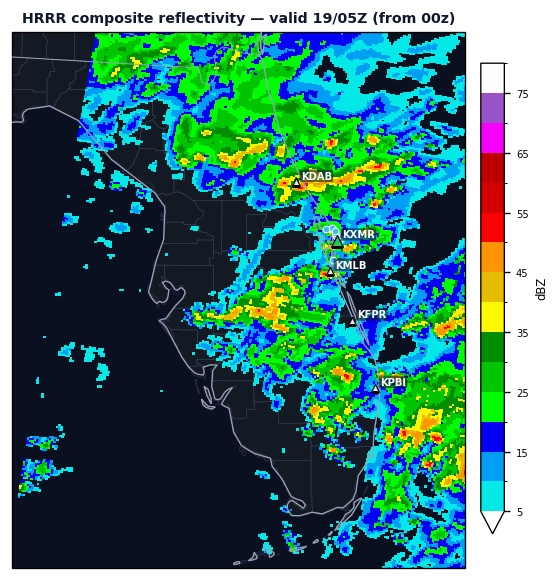 HRRR composite reflectivity — valid 19/05Z (from 00z)
KDAB
KXMR
KMLB
KFPR
KPBI
75
65
55
45
35
25
15
5
dBZ